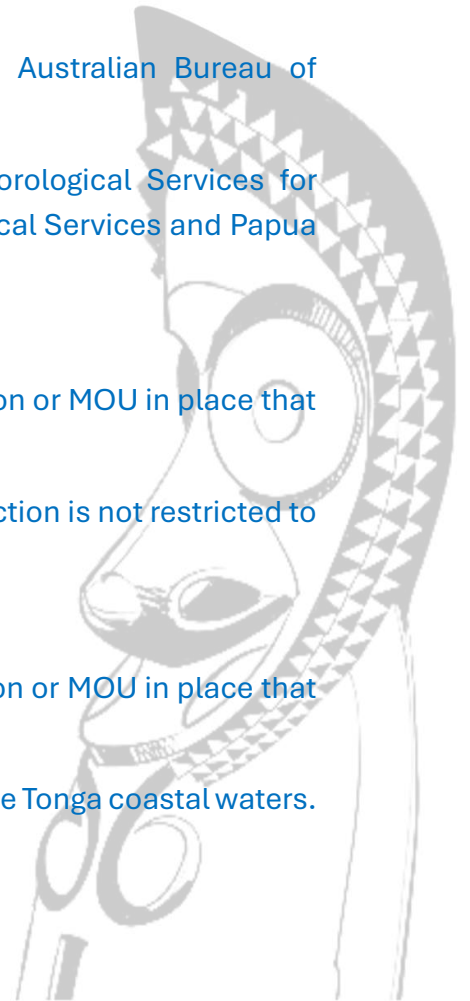 Australian Bureau of
orological Services for
cal Services and Papua
on or MOU in place that
ction is not restricted to
on or MOU in place that
e Tonga coastal waters.